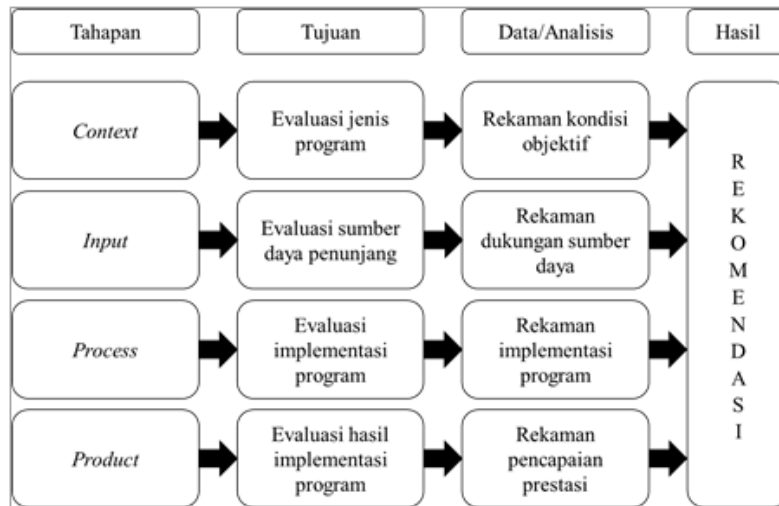 Tahapan
Tujuan
Data/Analisis
Hasil
Context
Evaluasi jenis
program
Rekaman kondisi
objektif
Input
Evaluasi sumber
daya penunjang
Rekaman
dukungan sumber
daya
Process
Evaluasi
implementasi
program
Rekaman
implementasi
program
Product
Evaluasi hasil
implementasi
program
Rekaman
pencapaian
prestasi
R
E
K
O
M
E
N
D
A
S
I